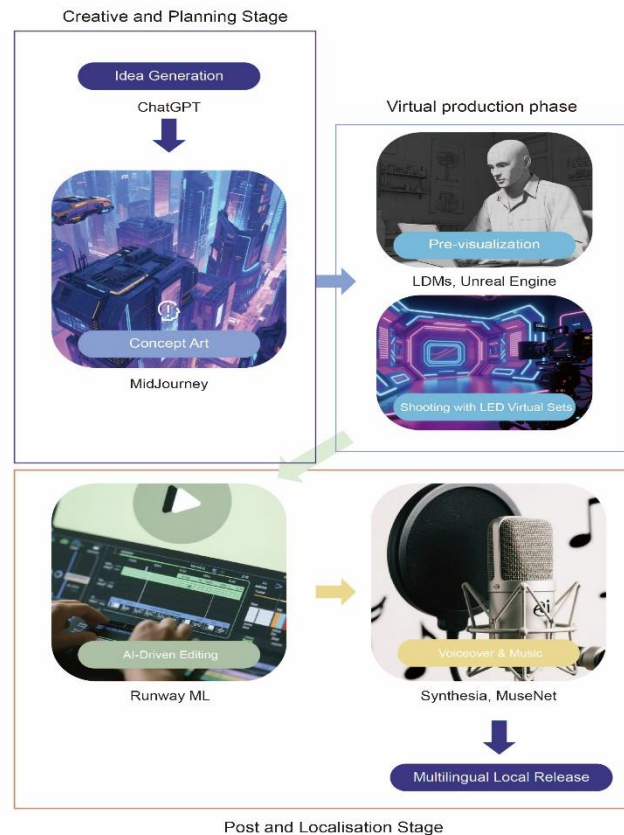 Creative and Planning Stage
Idea Generation
ChatGPT
Concept Art
MidJourney
Virtual production phase
Pre-visualization
LDMs, Unreal Engine
Shooting with LED Virtual Sets
AI-Driven Editing
Runway ML
Voiceover & Music
Synthesia, MuseNet
Multilingual Local Release
Post and Localisation Stage